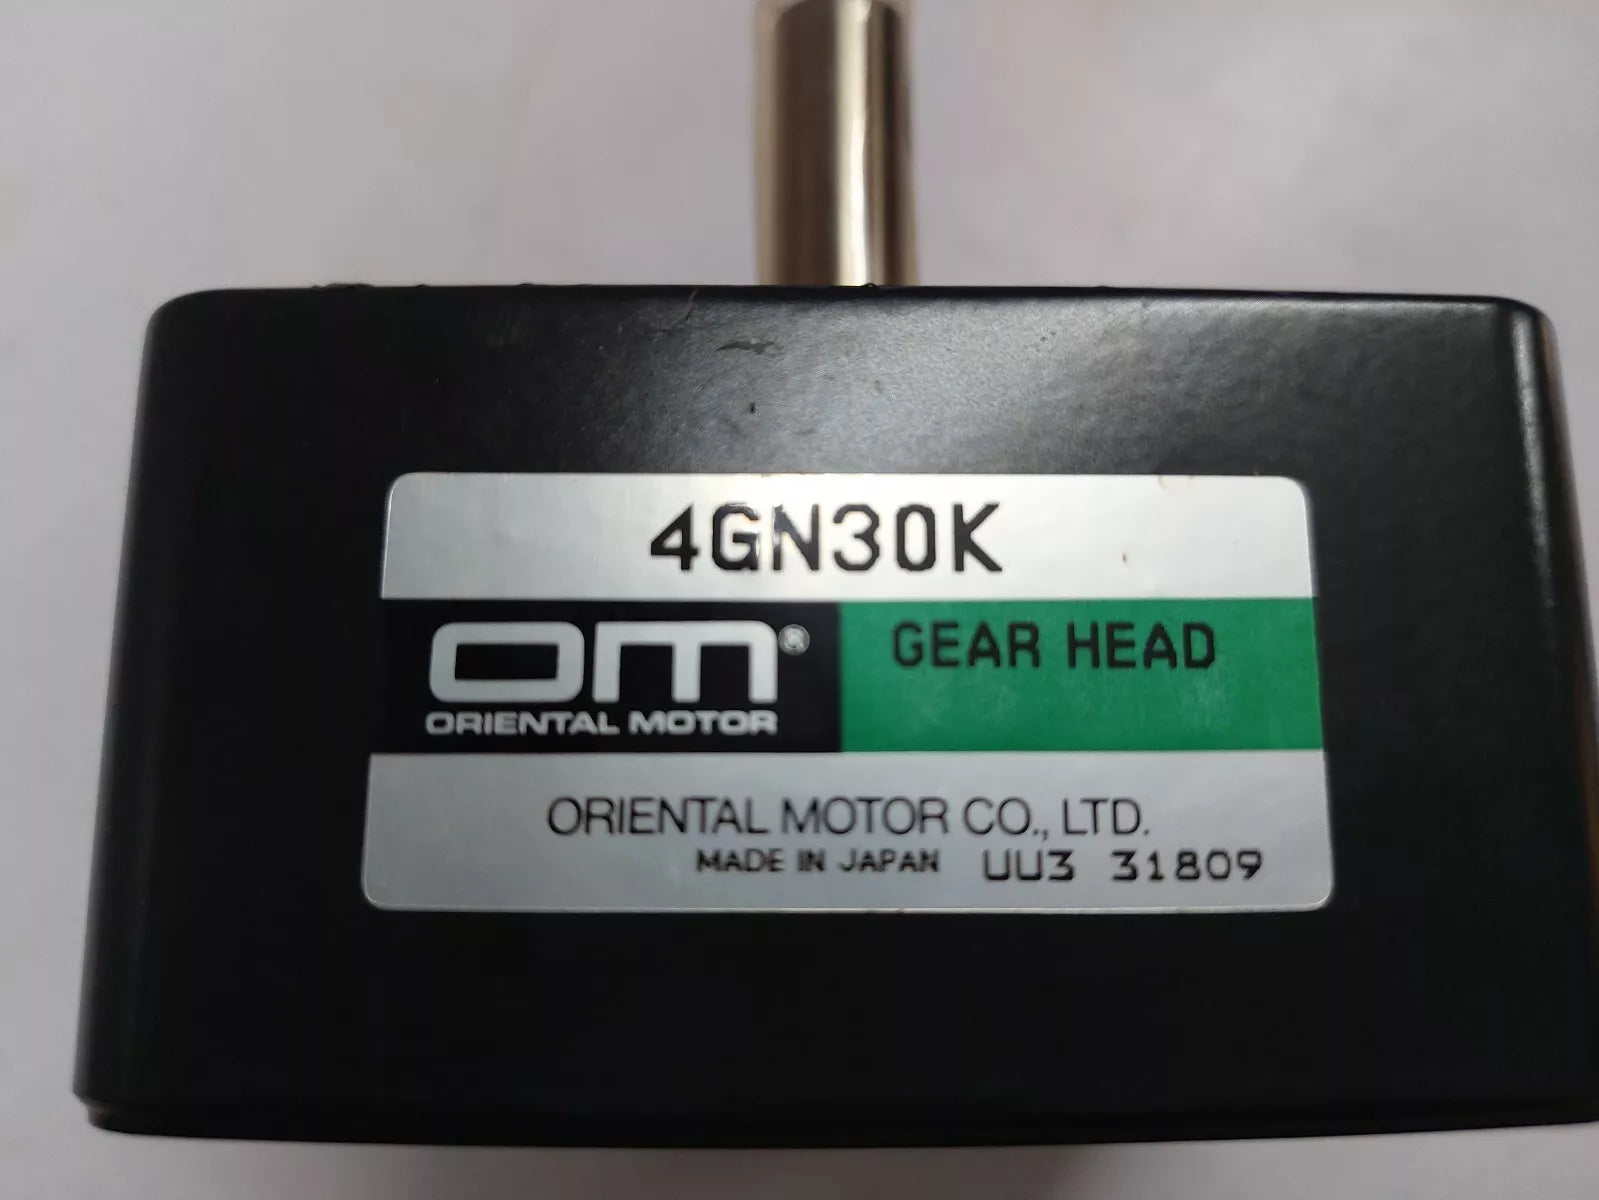 4GN30K
OM®
GEAR HEAD
ORIENTAL MOTOR
ORIENTAL MOTOR CO., LTD.
MADE IN JAPAN UU3 31809